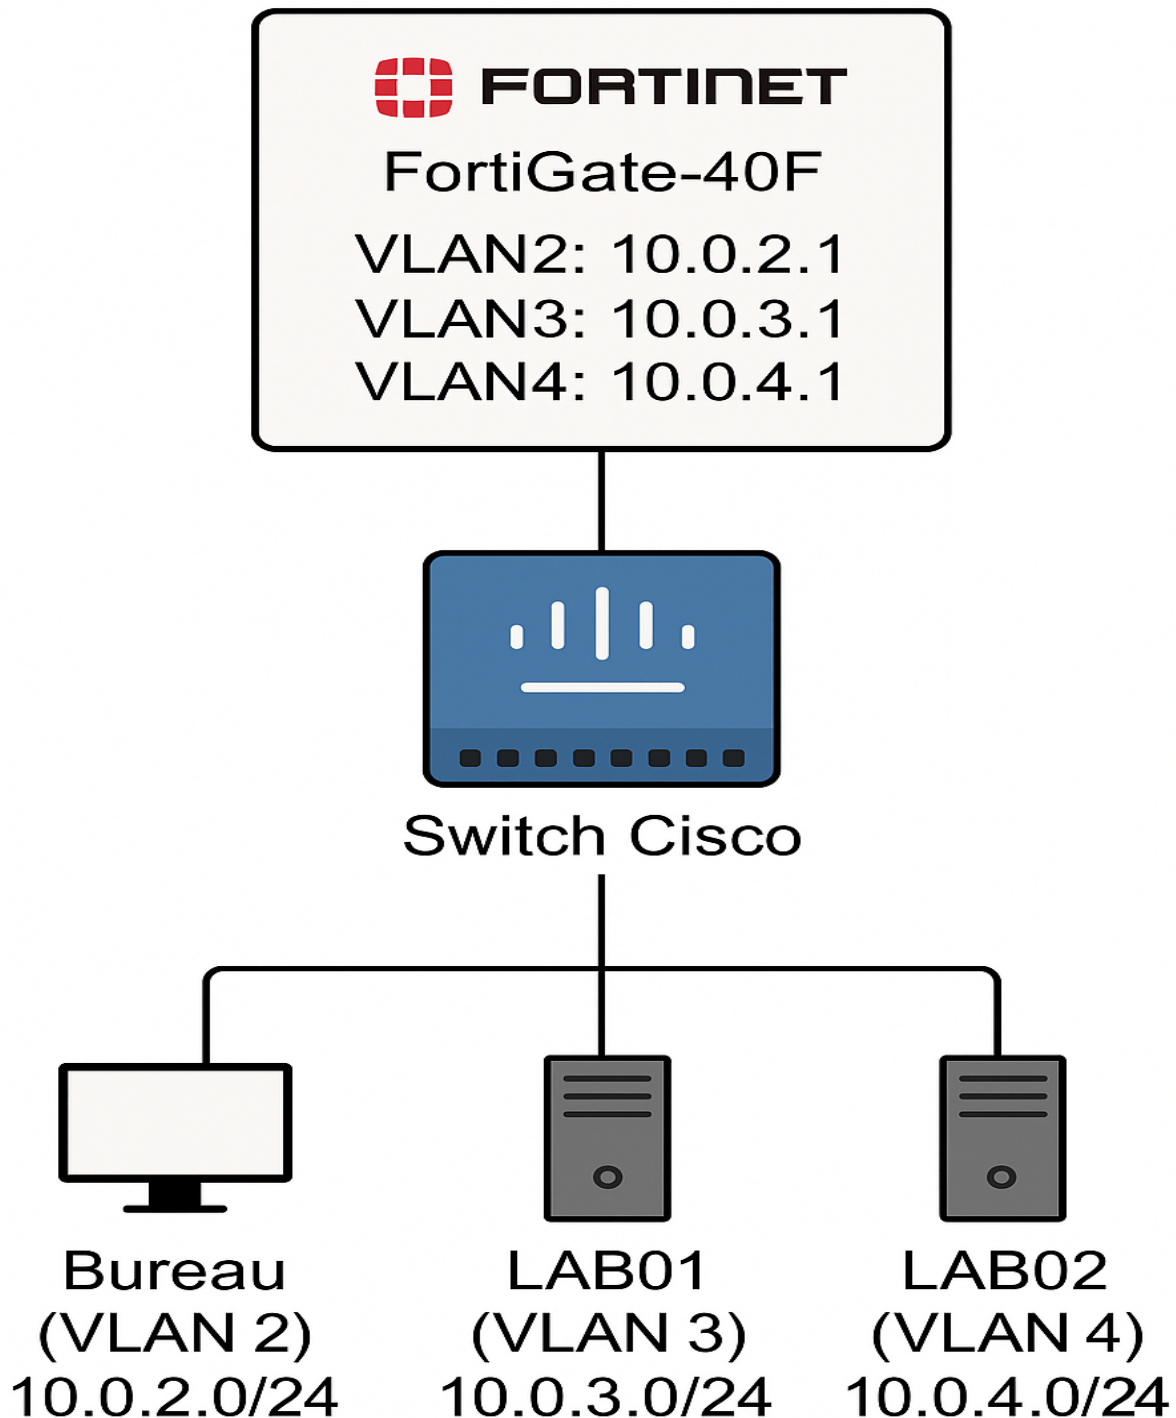 FORTINET
FortiGate-40F
VLAN2: 10.0.2.1
VLAN3: 10.0.3.1
VLAN4: 10.0.4.1
Switch Cisco
Bureau
(VLAN 2)
10.0.2.0/24
LAB01
(VLAN 3)
10.0.3.0/24
LAB02
(VLAN 4)
10.0.4.0/24